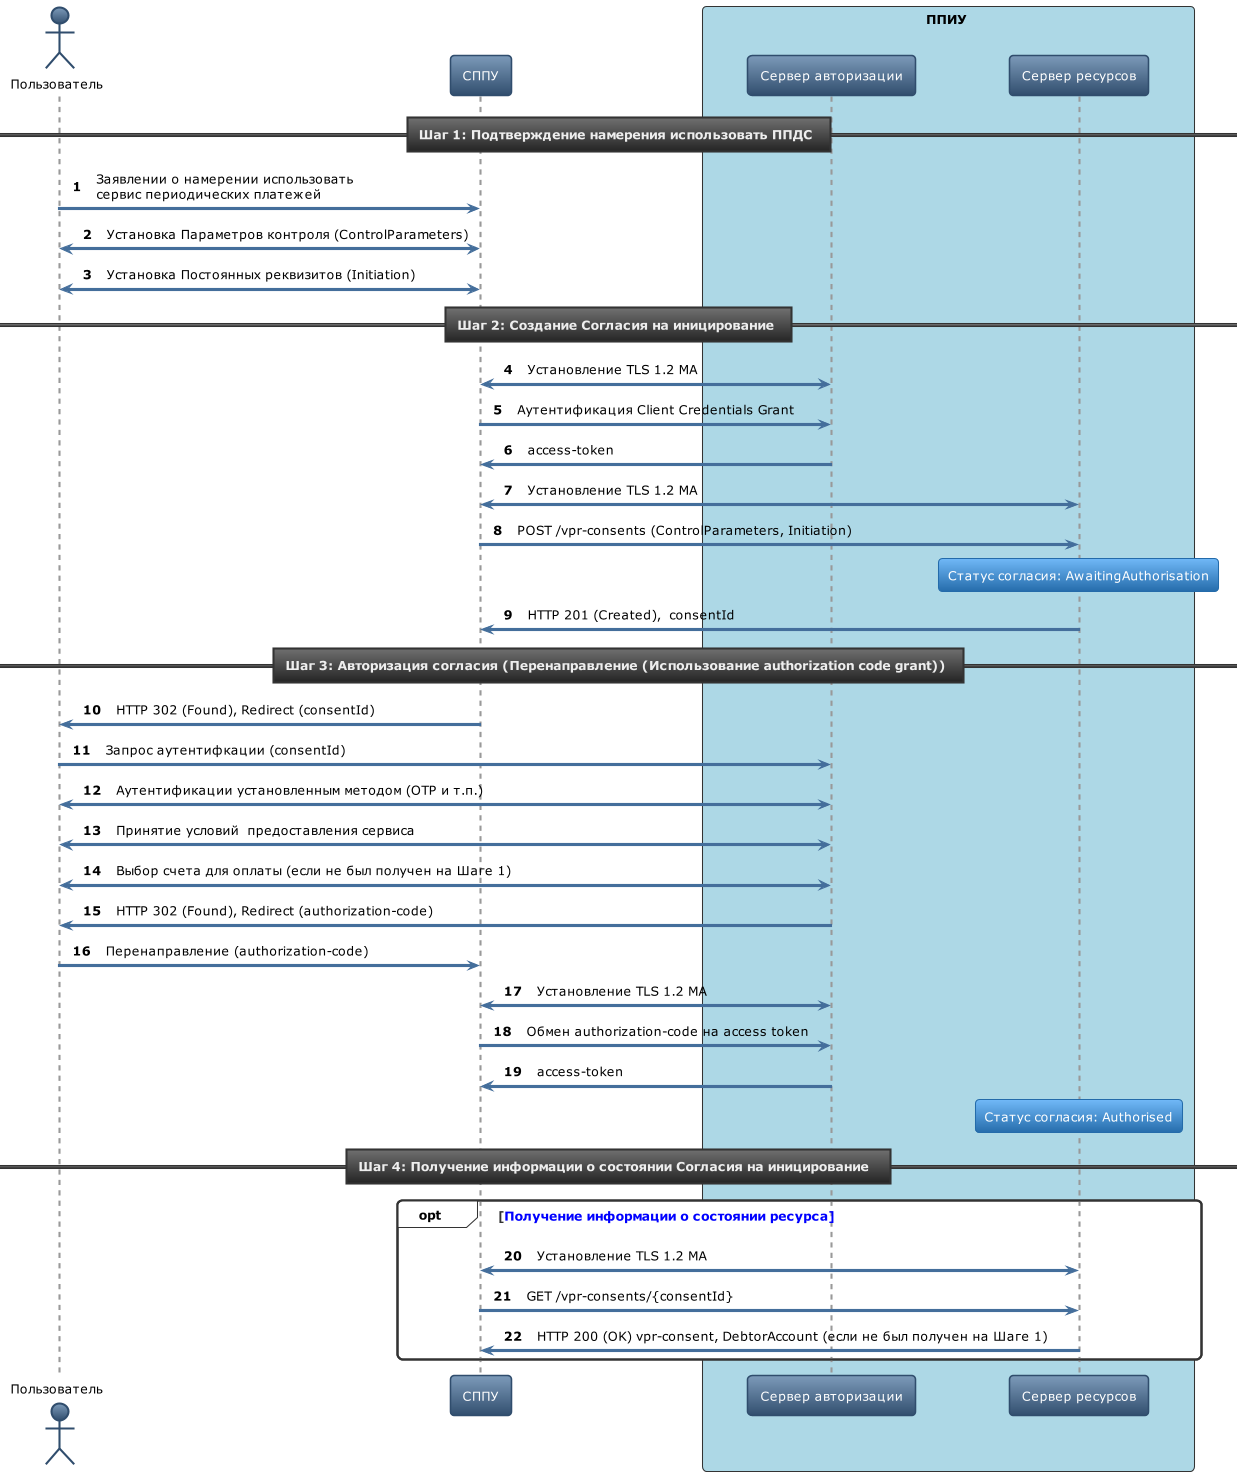 ППИУ
Пользователь
СППУ
Сервер авторизации
Сервер ресурсов
Шаг 1: Подтверждение намерения использовать ППДС
1 Заявлении о намерении использовать
сервис периодических платежей
2 Установка Параметров контроля (ControlParameters)
3 Установка Постоянных реквизитов (Initiation)
Шаг 2: Создание Согласия на иницирование
4 Установление TLS 1.2 MA
5 Аутентификация Client Credentials Grant
6 access-token
7 Установление TLS 1.2 MA
8 POST /vpr-consents (ControlParameters, Initiation)
Статус согласия: AwaitingAuthorisation
9 HTTP 201 (Created), consentId
Шаг 3: Авторизация согласия (Перенаправление (Использование authorization code grant))
10 HTTP 302 (Found), Redirect (consentId)
11 Запрос аутентифкации (consentId)
12 Аутентификации установленным методом (OTP и т.п.)
13 Принятие условий предоставления сервиса
14 Выбор счета для оплаты (если не был получен на Шаге 1)
15 HTTP 302 (Found), Redirect (authorization-code)
16 Перенаправление (authorization-code)
17 Установление TLS 1.2 MA
18 Обмен authorization-code на access token
19 access-token
Статус согласия: Authorised
Шаг 4: Получение информации о состоянии Согласия на иницирование
opt [Получение информации о состоянии ресурса]
20 Установление TLS 1.2 MA
21 GET /vpr-consents/{consentId}
22 HTTP 200 (OK) vpr-consent, DebtorAccount (если не был получен на Шаге 1)
Пользователь
СППУ
Сервер авторизации
Сервер ресурсов